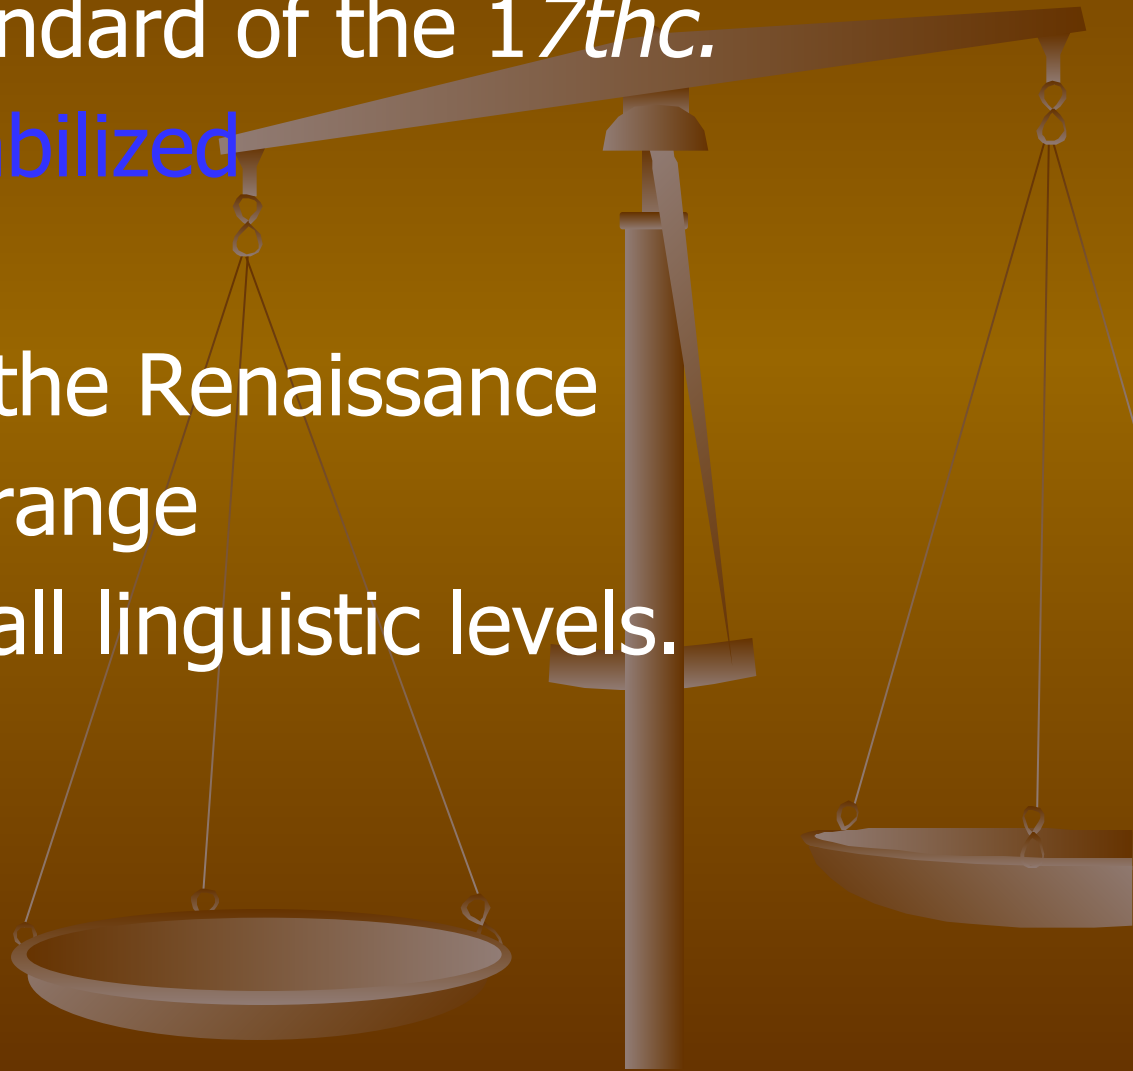 ndard of the 17thc.
bilized
the Renaissance
range
all linguistic levels.